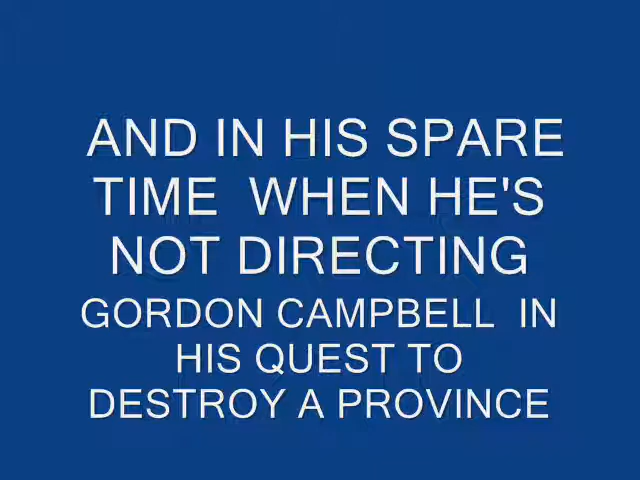 AND IN HIS SPARE
TIME  WHEN HE'S
NOT DIRECTING
GORDON CAMPBELL  IN
HIS QUEST TO
DESTROY A PROVINCE